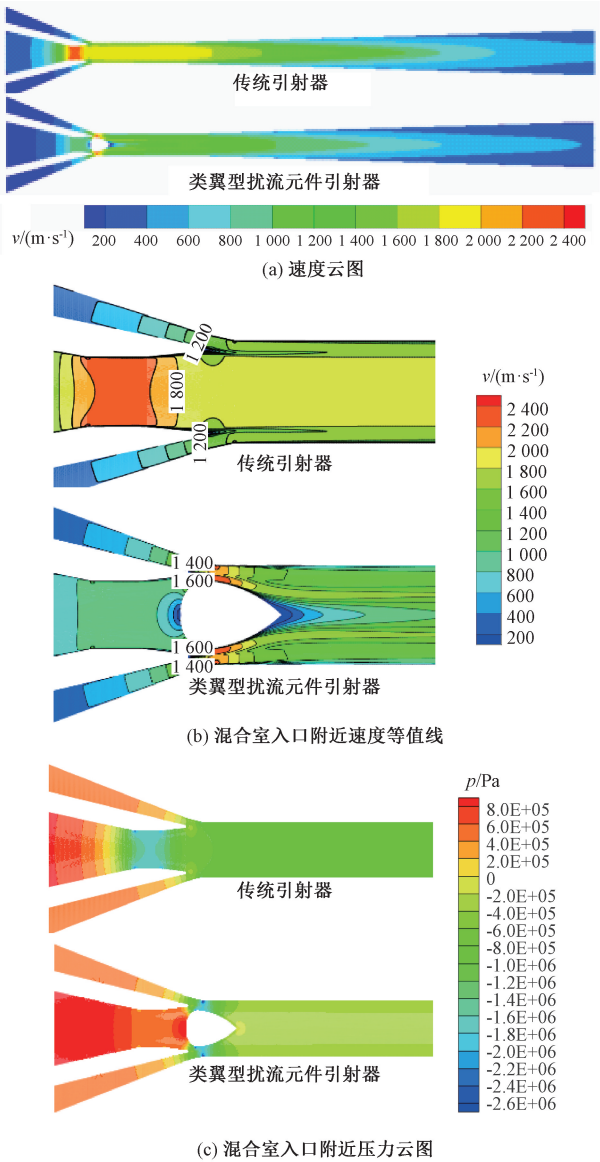 传统引射器
类翼型扰流元件引射器
v/(m·s-1)
200 400 600 800 1 000 1 200 1 400 1 600 1 800 2 000 2 200 2 400
(a) 速度云图
1 200
1 800
1 200
传统引射器
v/(m·s-1)
2 400
2 200
2 000
1 800
1 600
1 400
1 200
1 000
800
600
400
200
1 400
1 600
1 600
1 400
类翼型扰流元件引射器
(b) 混合室入口附近速度等值线
p/Pa
8.0E+05
6.0E+05
4.0E+05
2.0E+05
0
-2.0E+05
-4.0E+05
-6.0E+05
-8.0E+05
-1.0E+06
-1.2E+06
-1.4E+06
-1.6E+06
-1.8E+06
-2.0E+06
-2.2E+06
-2.4E+06
-2.6E+06
传统引射器
类翼型扰流元件引射器
(c) 混合室入口附近压力云图